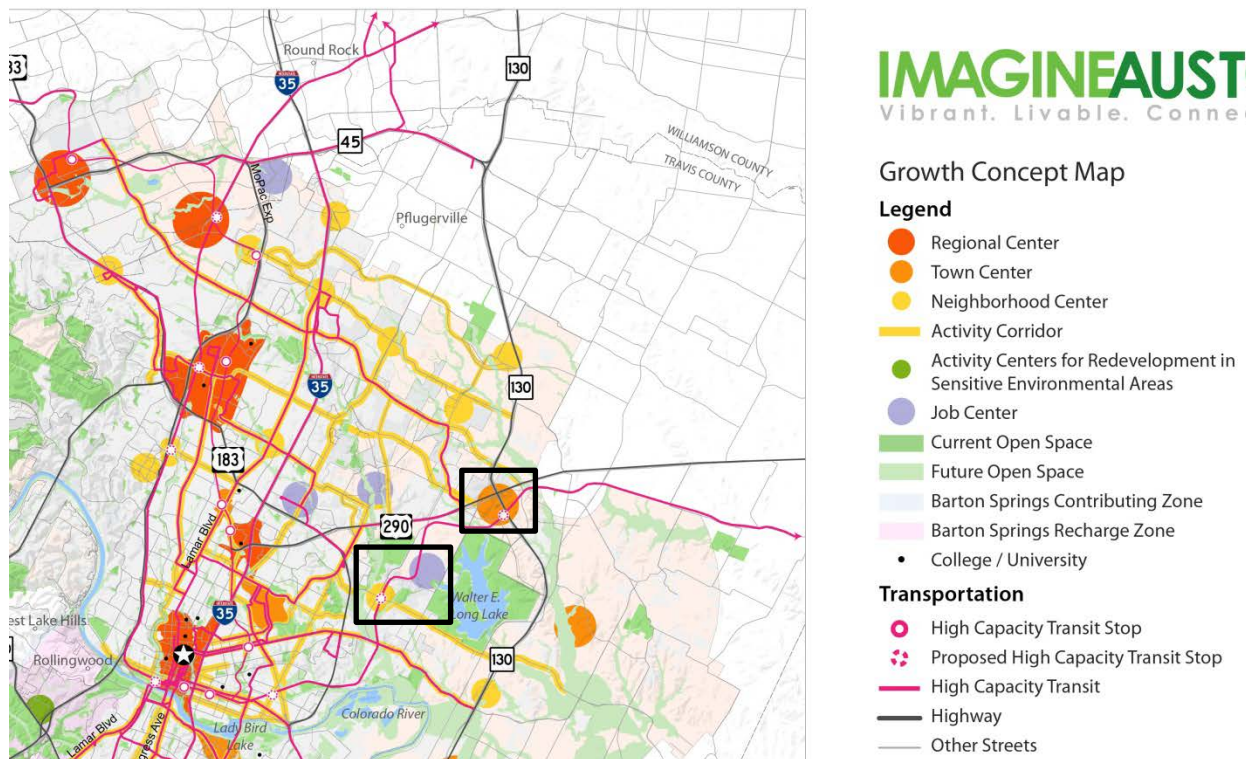 Round Rock
33
35
130
45
WILLIAMSON COUNTY
TRAVIS COUNTY
MoPac Exp
Pflugerville
35
130
183
290
Lamar Blvd
Walter E.
Long Lake
35
est Lake Hills
Rollingwood
130
Colorado River
Lady Bird
Lake
Lamar Blvd
gress Ave
IMAGINEAUST
Vibrant. Livable. Conne
Growth Concept Map
Legend
Regional Center
Town Center
Neighborhood Center
Activity Corridor
Activity Centers for Redevelopment in
Sensitive Environmental Areas
Job Center
Current Open Space
Future Open Space
Barton Springs Contributing Zone
Barton Springs Recharge Zone
College / University
Transportation
High Capacity Transit Stop
Proposed High Capacity Transit Stop
High Capacity Transit
Highway
Other Streets